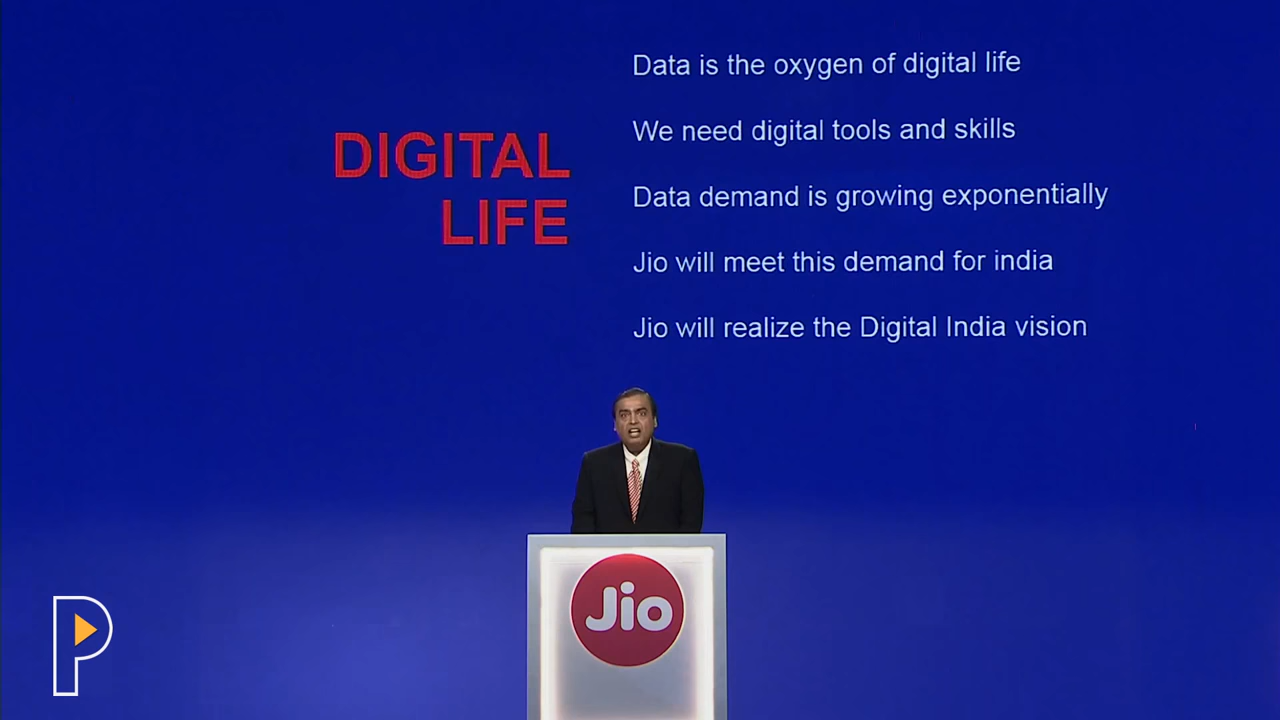 DIGITAL
LIFE
Data is the oxygen of digital life
We need digital tools and skills
Data demand is growing exponentially
Jio will meet this demand for india
Jio will realize the Digital India vision
Jio
P